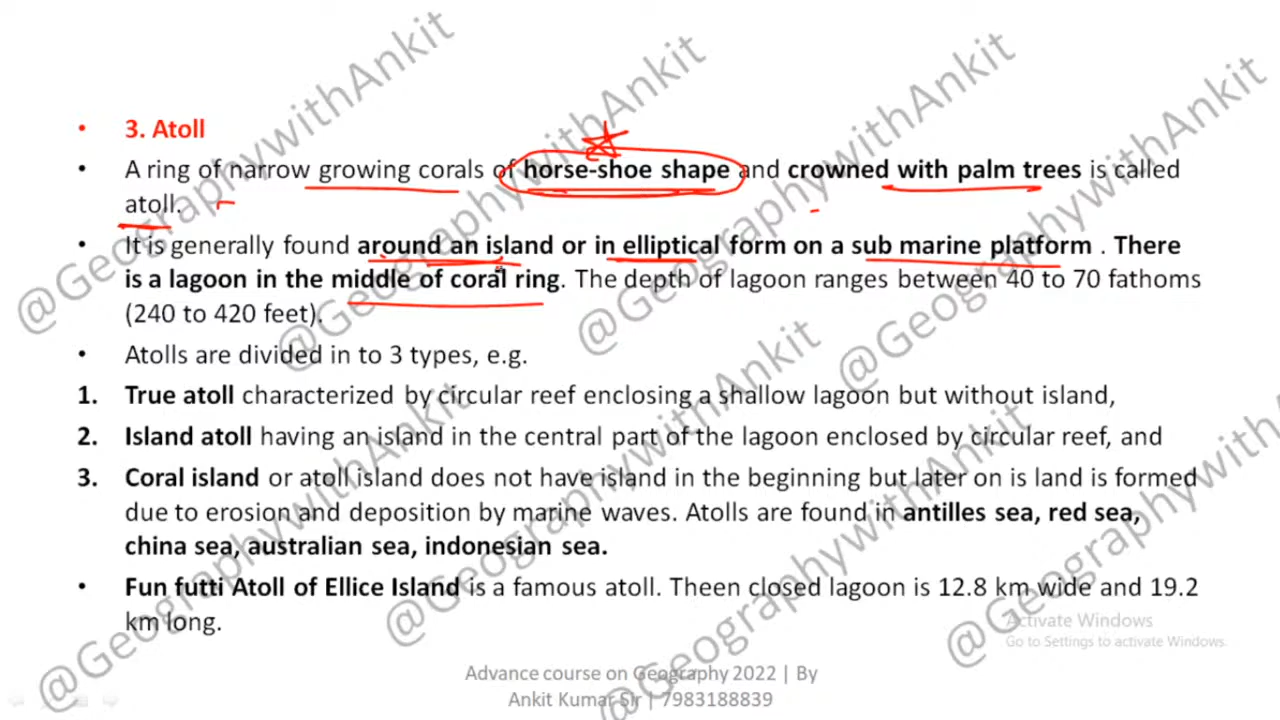 • 3. Atoll
• A ring of narrow growing corals of horse-shoe shape and crowned with palm trees is called
atoll.
• It is generally found around an island or in elliptical form on a sub marine platform . There
is a lagoon in the middle of coral ring. The depth of lagoon ranges between 40 to 70 fathoms
(240 to 420 feet).
• Atolls are divided in to 3 types, e.g.
1. True atoll characterized by circular reef enclosing a shallow lagoon but without island,
2. Island atoll having an island in the central part of the lagoon enclosed by circular reef, and
3. Coral island or atoll island does not have island in the beginning but later on is land is formed
due to erosion and deposition by marine waves. Atolls are found in antilles sea, red sea,
china sea, australian sea, indonesian sea.
• Fun futti Atoll of Ellice Island is a famous atoll. Theen closed lagoon is 12.8 km wide and 19.2
km long.
Activate Windows
Go to Settings to activate Windows.
Advance course on Geography 2022 | By
Ankit Kumar Sir | 7983188839
@GeographywithAnkit
@GeographywithAnkit
@GeographywithAnkit
@GeographywithAnkit
@GeographywithAnkit
@GeographywithAnkit
@GeographywithAnkit
@GeographywithAnkit